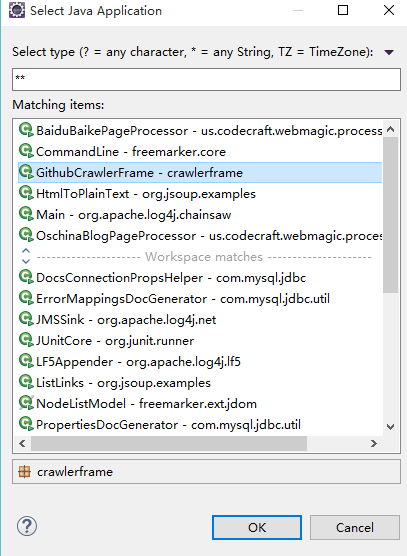 Select Java Application
Select type (? = any character, * = any String, TZ = TimeZone):
**
Matching items:
BaiduBaikePageProcessor - us.codecraft.webmagic.process
CommandLine - freemarker.core
GithubCrawlerFrame - crawlerframe
HtmlToPlainText - org.jsoup.examples
Main - org.apache.log4j.chainsaw
OschinaBlogPageProcessor - us.codecraft.webmagic.proces
Workspace matches
DocsConnectionPropsHelper - com.mysql.jdbc
ErrorMappingsDocGenerator - com.mysql.jdbc.util
JMSSink - org.apache.log4j.net
JUnitCore - org.junit.runner
LF5Appender - org.apache.log4j.lf5
ListLinks - org.jsoup.examples
NodeListModel - freemarker.ext.jdom
PropertiesDocGenerator - com.mysql.jdbc.util
crawlerframe
OK
Cancel